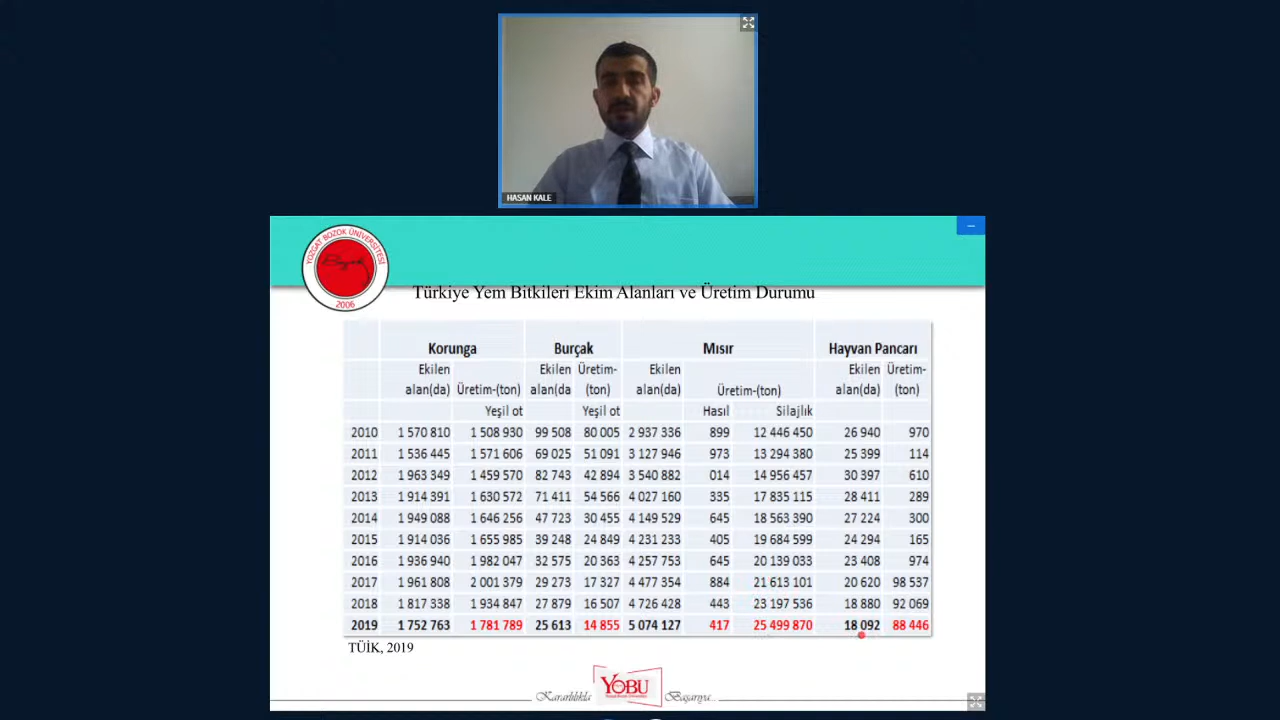 HASAN KALE
YOZGAT BOZOK ÜNİVERSİTESİ
Bozok
2006
Türkiye Yem Bitkileri Ekim Alanları ve Üretim Durumu
Korunga Burçak Mısır Hayvan Pancarı
Ekilen Ekilen Üretim- Ekilen Ekilen Üretim-
alan(da) Üretim-(ton) alan(da (ton) alan(da) Üretim-(ton) alan(da) (ton)
Yeşil ot Yeşil ot Hasıl Silajlık
2010 1 570 810 1 508 930 99 508 80 005 2 937 336 899 12 446 450 26 940 970
2011 1 536 445 1 571 606 69 025 51 091 3 127 946 973 13 294 380 25 399 114
2012 1 963 349 1 459 570 82 743 42 894 3 540 882 014 14 956 457 30 397 610
2013 1 914 391 1 630 572 71 411 54 566 4 027 160 335 17 835 115 28 411 289
2014 1 949 088 1 646 256 47 723 30 455 4 149 529 645 18 563 390 27 224 300
2015 1 914 036 1 655 985 39 248 24 849 4 231 233 405 19 684 599 24 294 165
2016 1 936 940 1 982 047 32 575 20 363 4 257 753 645 20 139 033 23 408 974
2017 1 961 808 2 001 379 29 273 17 327 4 477 354 884 21 613 101 20 620 98 537
2018 1 817 338 1 934 847 27 879 16 507 4 726 428 443 23 197 536 18 880 92 069
2019 1 752 763 1 781 789 25 613 14 855 5 074 127 417 25 499 870 18 092 88 446
TÜİK, 2019
YOBU
Kararlılıkla Başarıya...